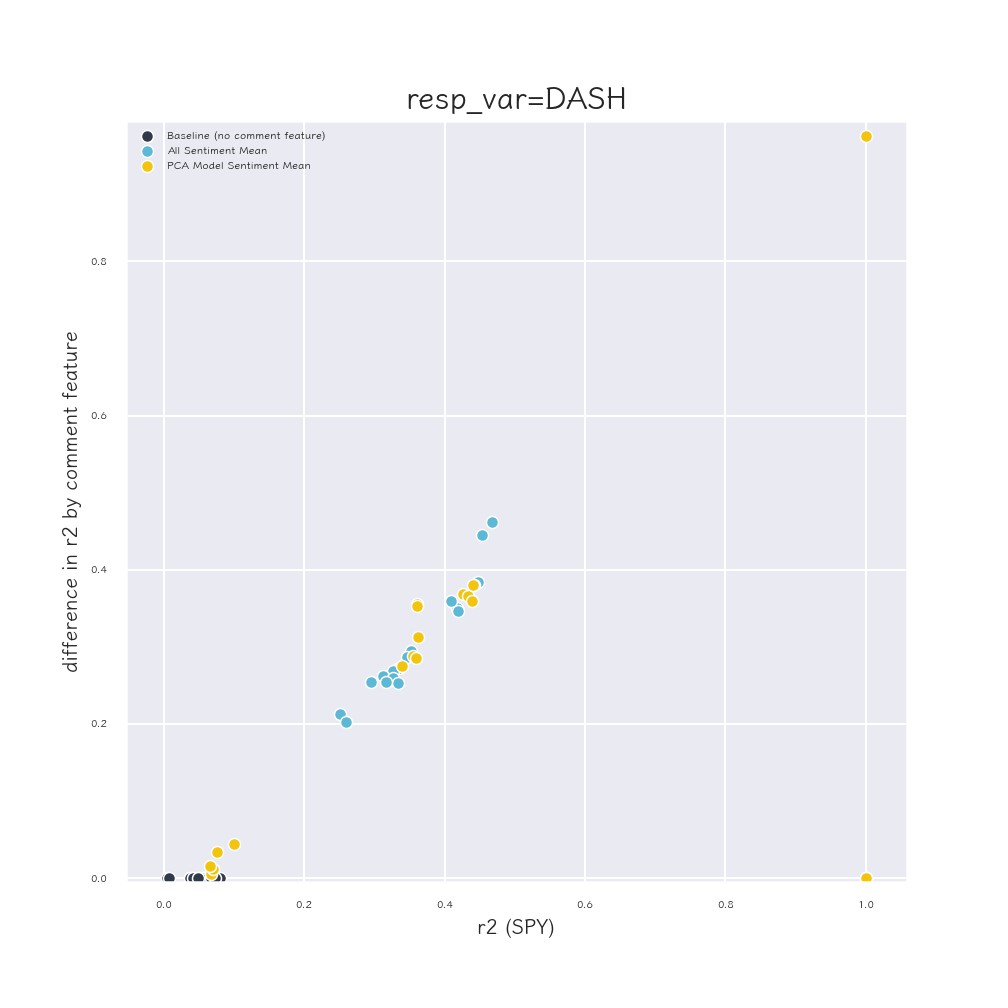 resp_var=DASH
Baseline (no comment feature)
All Sentiment Mean
PCA Model Sentiment Mean
difference in r2 by comment feature
0.8
0.6
0.4
0.2
0.0
0.0 0.2 0.4 0.6 0.8 1.0
r2 (SPY)